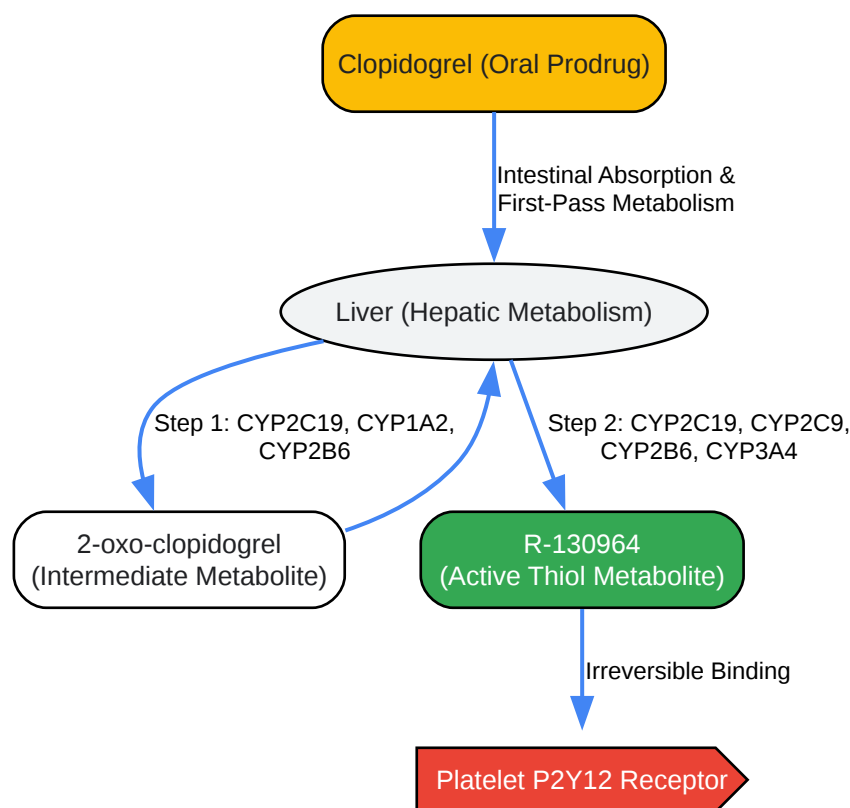 Clopidogrel (Oral Prodrug)
Intestinal Absorption &
First-Pass Metabolism
Liver (Hepatic Metabolism)
Step 1: CYP2C19, CYP1A2,
CYP2B6
Step 2: CYP2C19, CYP2C9,
CYP2B6, CYP3A4
2-oxo-clopidogrel
(Intermediate Metabolite)
R-130964
(Active Thiol Metabolite)
Irreversible Binding
Platelet P2Y12 Receptor